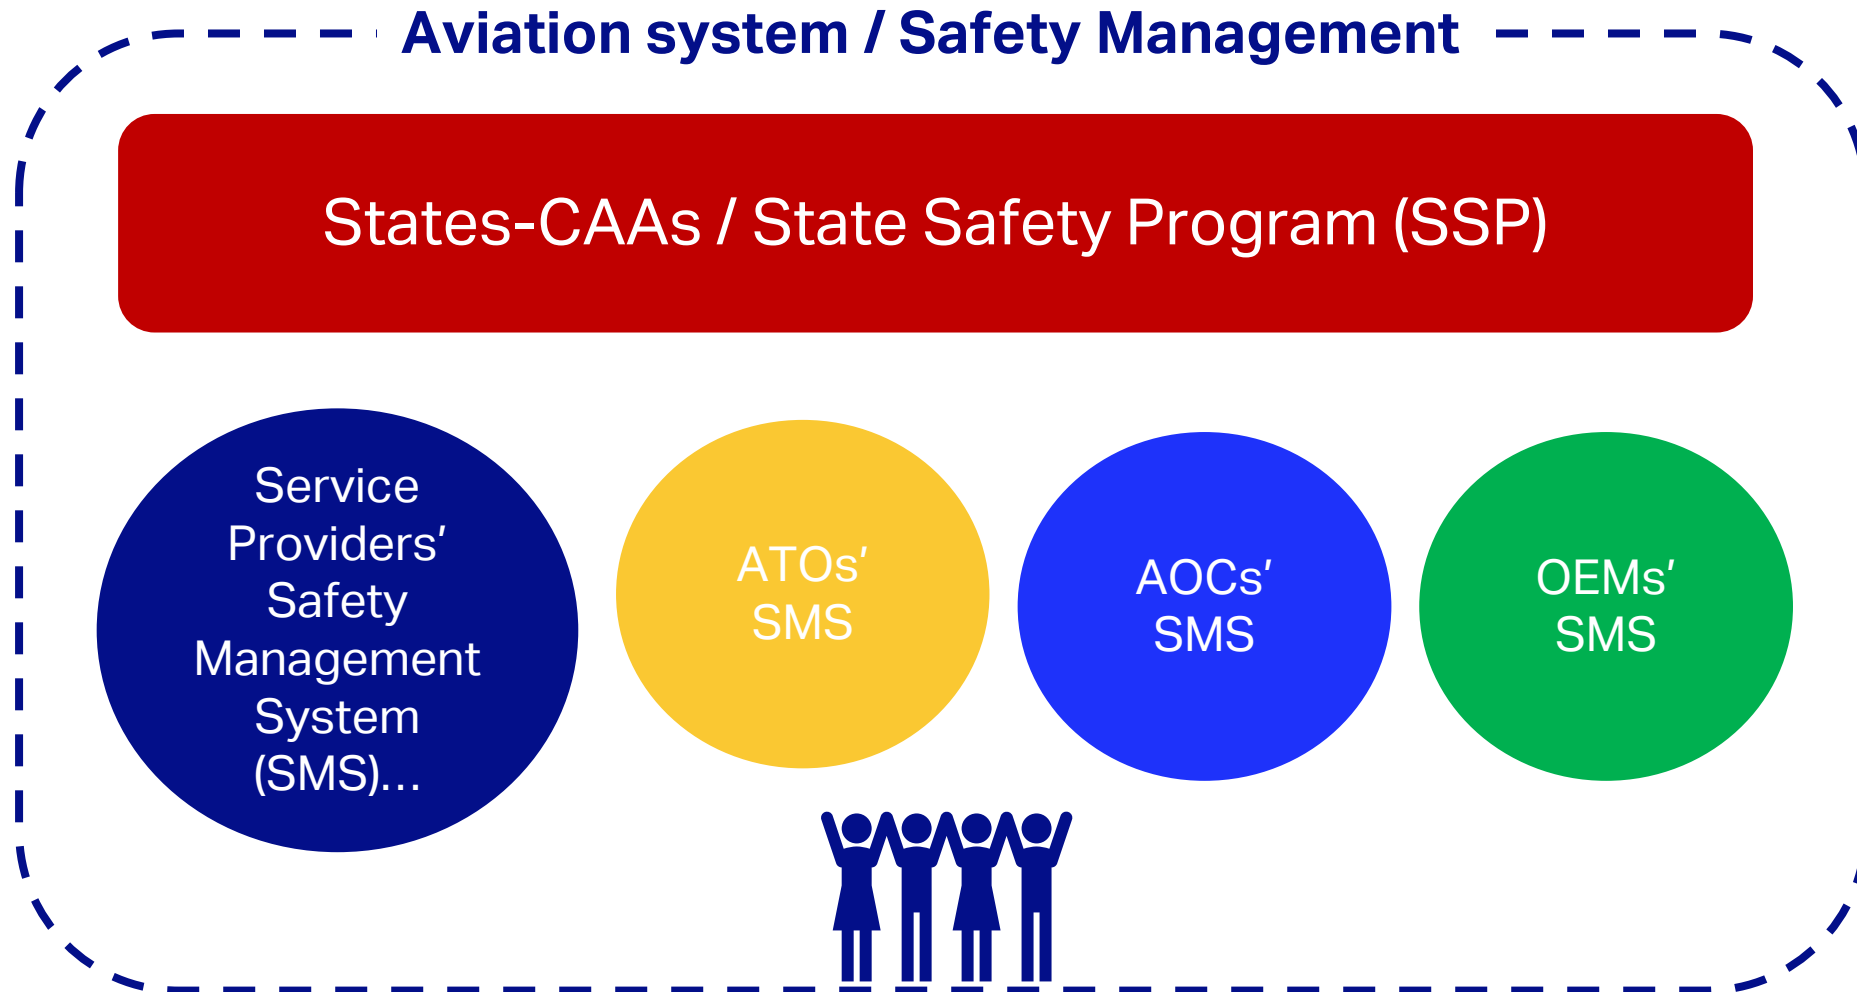 Aviation system / Safety Management
States-CAAs / State Safety Program (SSP)
Service
Providers’
Safety
Management
System
(SMS)...
ATOs’
SMS
AOCs’
SMS
OEMs’
SMS